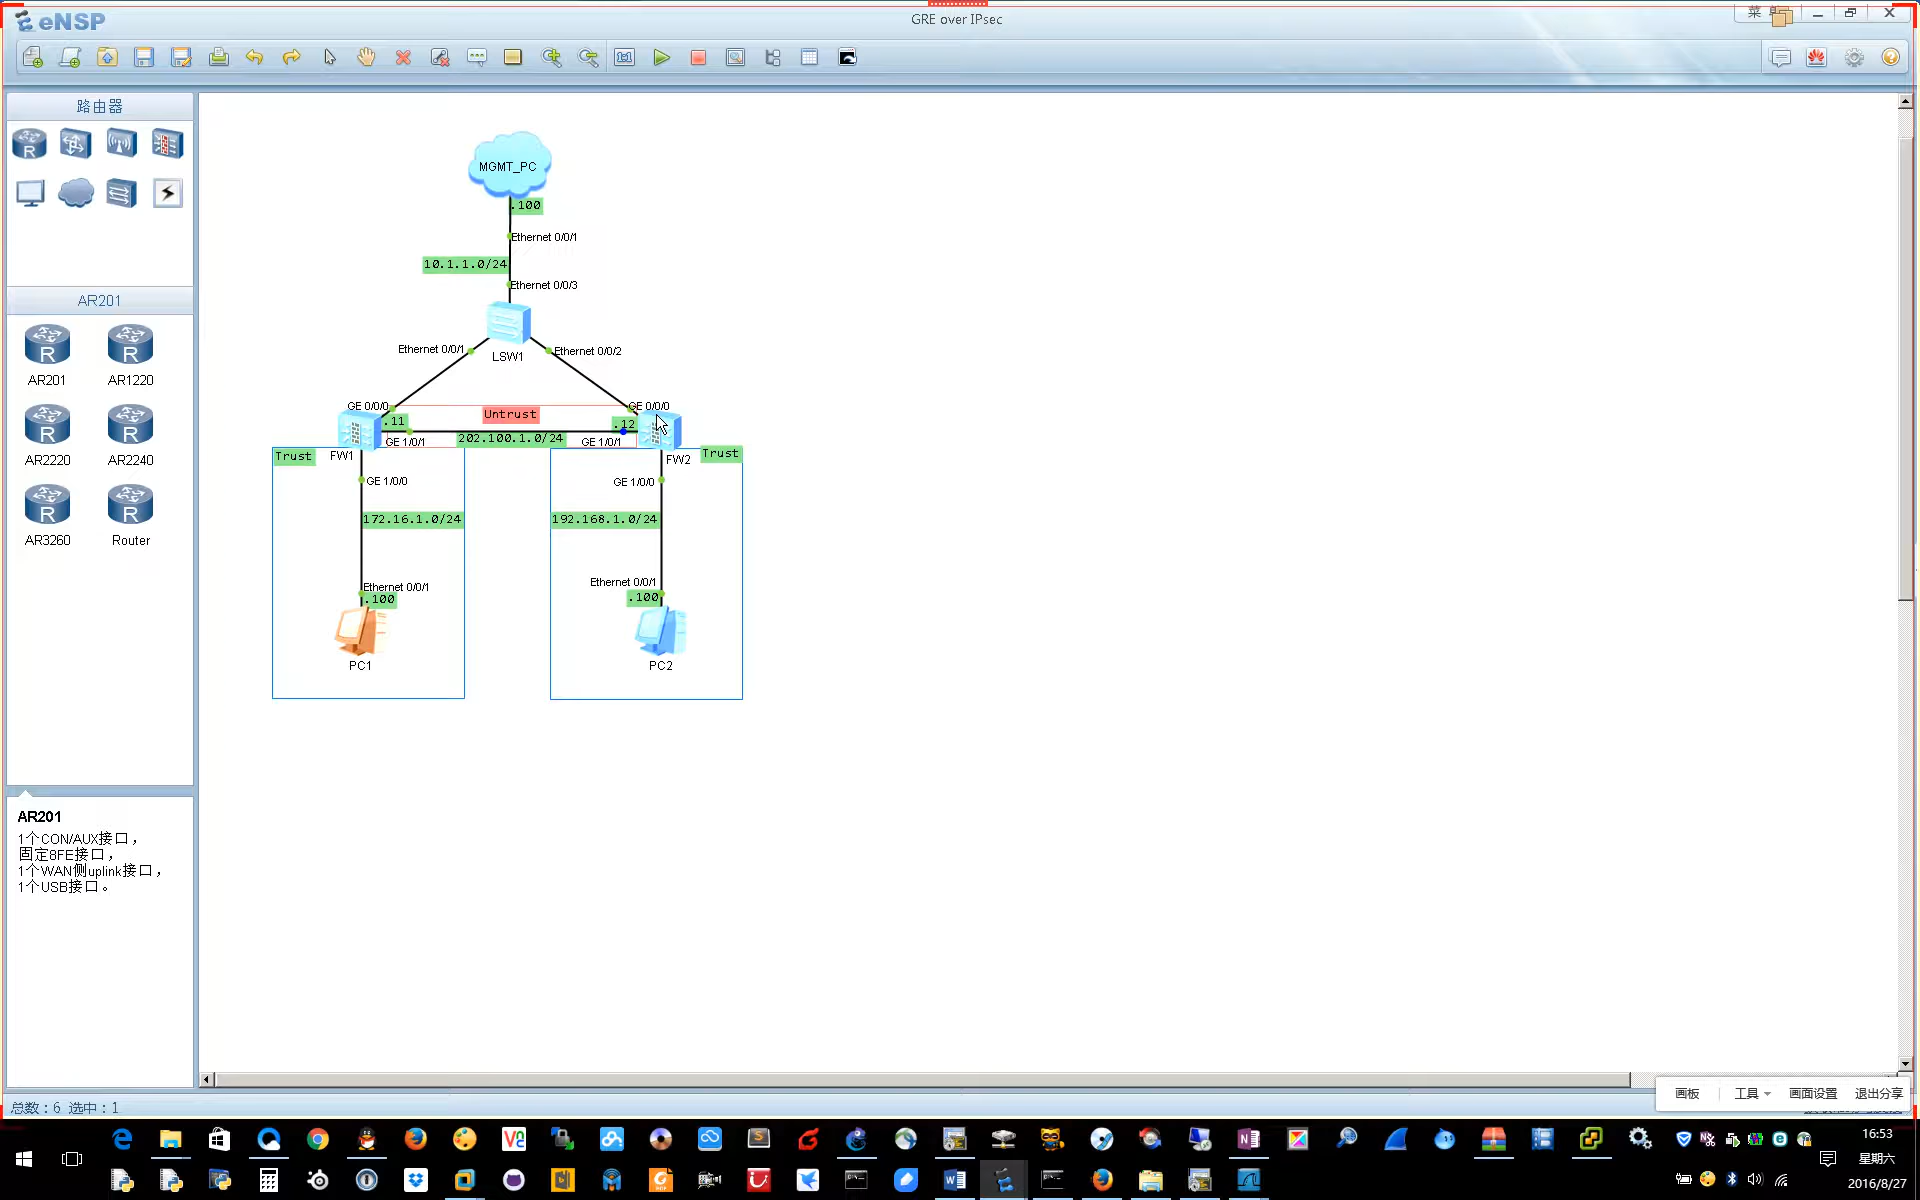 eNSP
GRE over IPsec
菜单
路由器
AR201
AR201
AR1220
AR2220
AR2240
AR3260
Router
AR201
1个CON/AUX接口，
固定8FE接口，
1个WAN侧uplink接口，
1个USB接口。
MGMT_PC
.100
Ethernet 0/0/1
10.1.1.0/24
Ethernet 0/0/3
LSW1
Ethernet 0/0/1
Ethernet 0/0/2
GE 0/0/0
GE 0/0/0
Untrust
.11
.12
GE 1/0/1
202.100.1.0/24
GE 1/0/1
Trust
FW1
FW2
Trust
GE 1/0/0
GE 1/0/0
172.16.1.0/24
192.168.1.0/24
Ethernet 0/0/1
Ethernet 0/0/1
.100
.100
PC1
PC2
总数：6 选中：1
画板
工具
画面设置
退出分享
16:53
星期六
2016/8/27